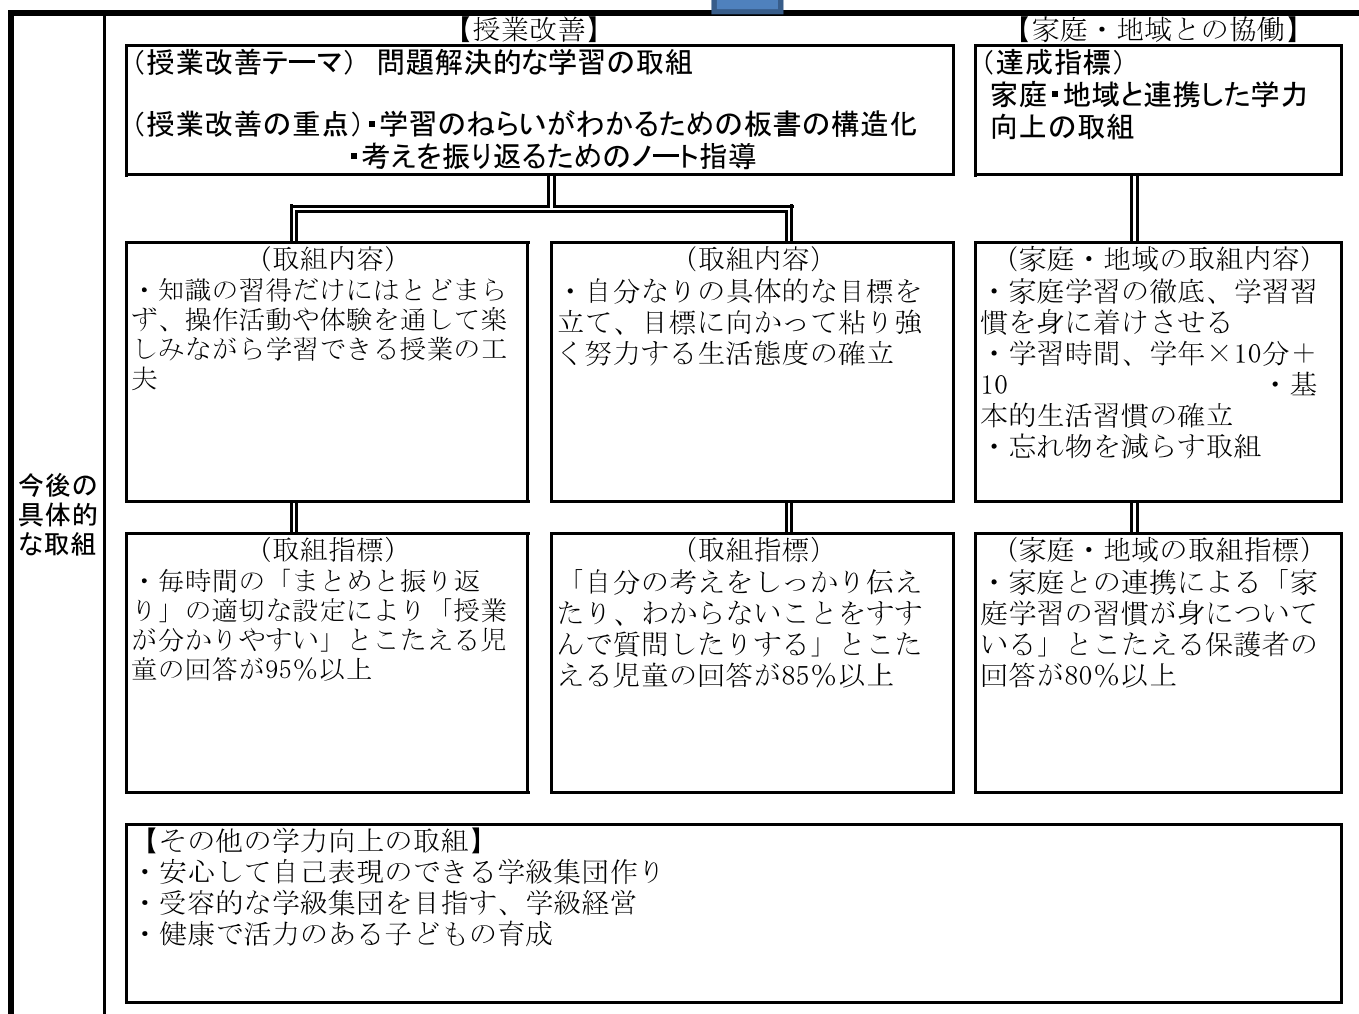 今後の
具体的
な取組
【授業改善】
（授業改善テーマ） 問題解決的な学習の取組
（授業改善の重点）・学習のねらいがわかるための板書の構造化
・考えを振り返るためのノート指導
（取組内容）
・知識の習得だけにはとどまら
ず、操作活動や体験を通して楽
しみながら学習できる授業の工
夫
（取組内容）
・自分なりの具体的な目標を
立て、目標に向かって粘り強
く努力する生活態度の確立
（取組指標）
・毎時間の「まとめと振り返
り」の適切な設定により「授業
が分かりやすい」とこたえる児
童の回答が95％以上
（取組指標）
「自分の考えをしっかり伝え
たり、わからないことをすす
んで質問したりする」とこた
える児童の回答が85％以上
【家庭・地域との協働】
（達成指標）
家庭・地域と連携した学力
向上の取組
（家庭・地域の取組内容）
・家庭学習の徹底、学習習
慣を身に着けさせる
・学習時間、学年×10分＋
10 ・基
本的生活習慣の確立
・忘れ物を減らす取組
（家庭・地域の取組指標）
・家庭との連携による「家
庭学習の習慣が身について
いる」とこたえる保護者の
回答が80％以上
【その他の学力向上の取組】
・安心して自己表現のできる学級集団作り
・受容的な学級集団を目指す、学級経営
・健康で活力のある子どもの育成